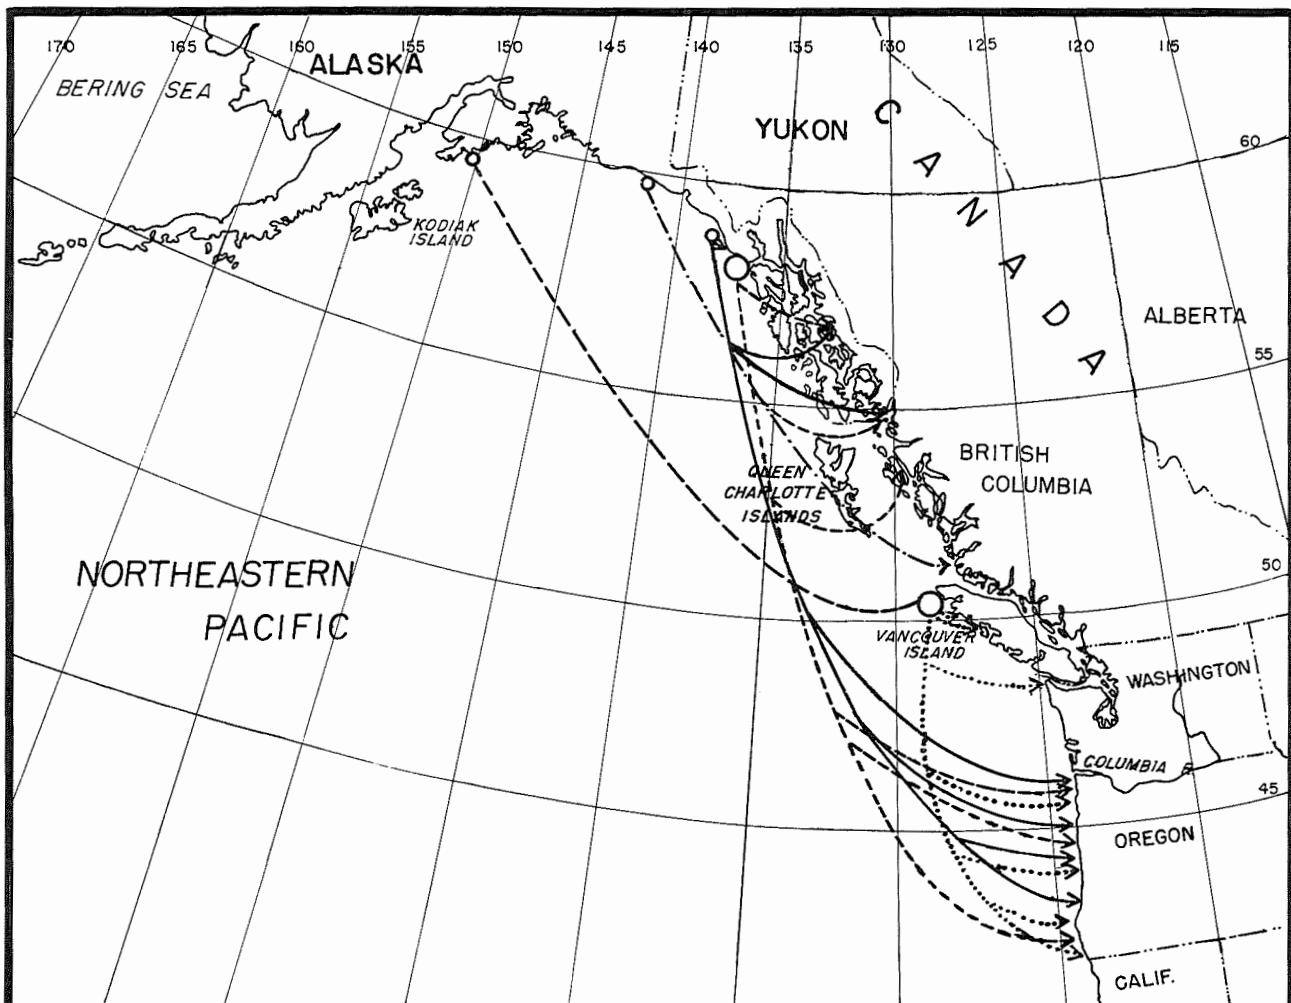 170 165 160 155 150 145 140 135 130 125 120 115
ALASKA
BERING SEA
YUKON
CANADA
60
KODIAK
ISLAND
ALBERTA
55
BRITISH
COLUMBIA
QUEEN
CHARLOTTE
ISLANDS
NORTHEASTERN
PACIFIC
50
VANCOUVER
ISLAND
WASHINGTON
COLUMBIA R
45
OREGON
CALIF.